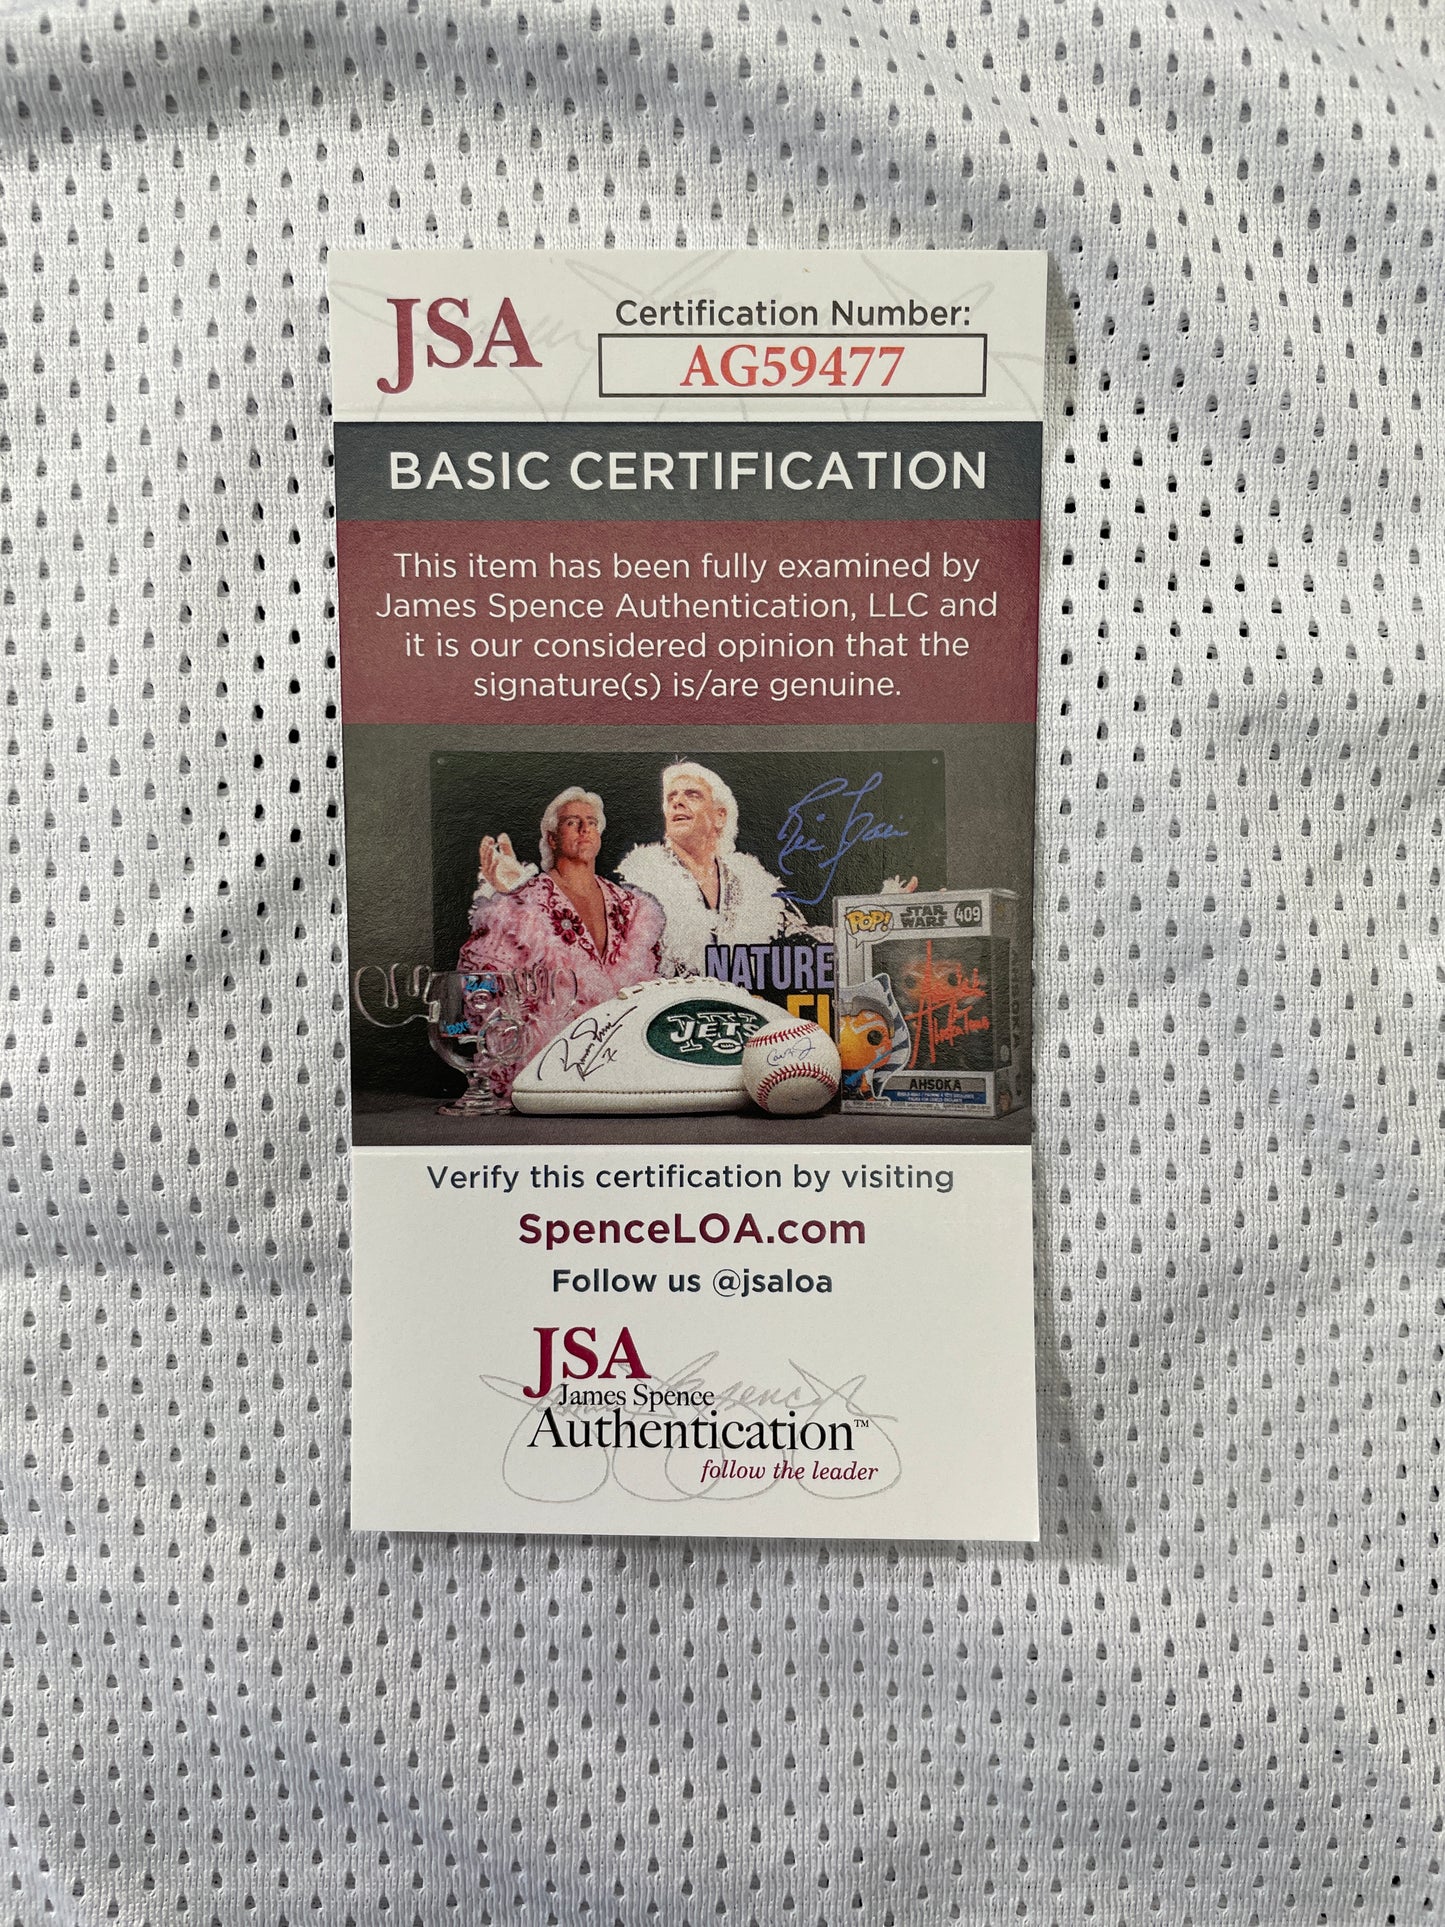 JSA
Certification Number:
AG59477
BASIC CERTIFICATION
This item has been fully examined by
James Spence Authentication, LLC and
it is our considered opinion that the
signature(s) is/are genuine.
NATURE
POP!
STAR
WARS
409
JETS
AHSOKA
Verify this certification by visiting
SpenceLOA.com
Follow us @jsaloa
JSA
James Spence
Authentication™
follow the leader